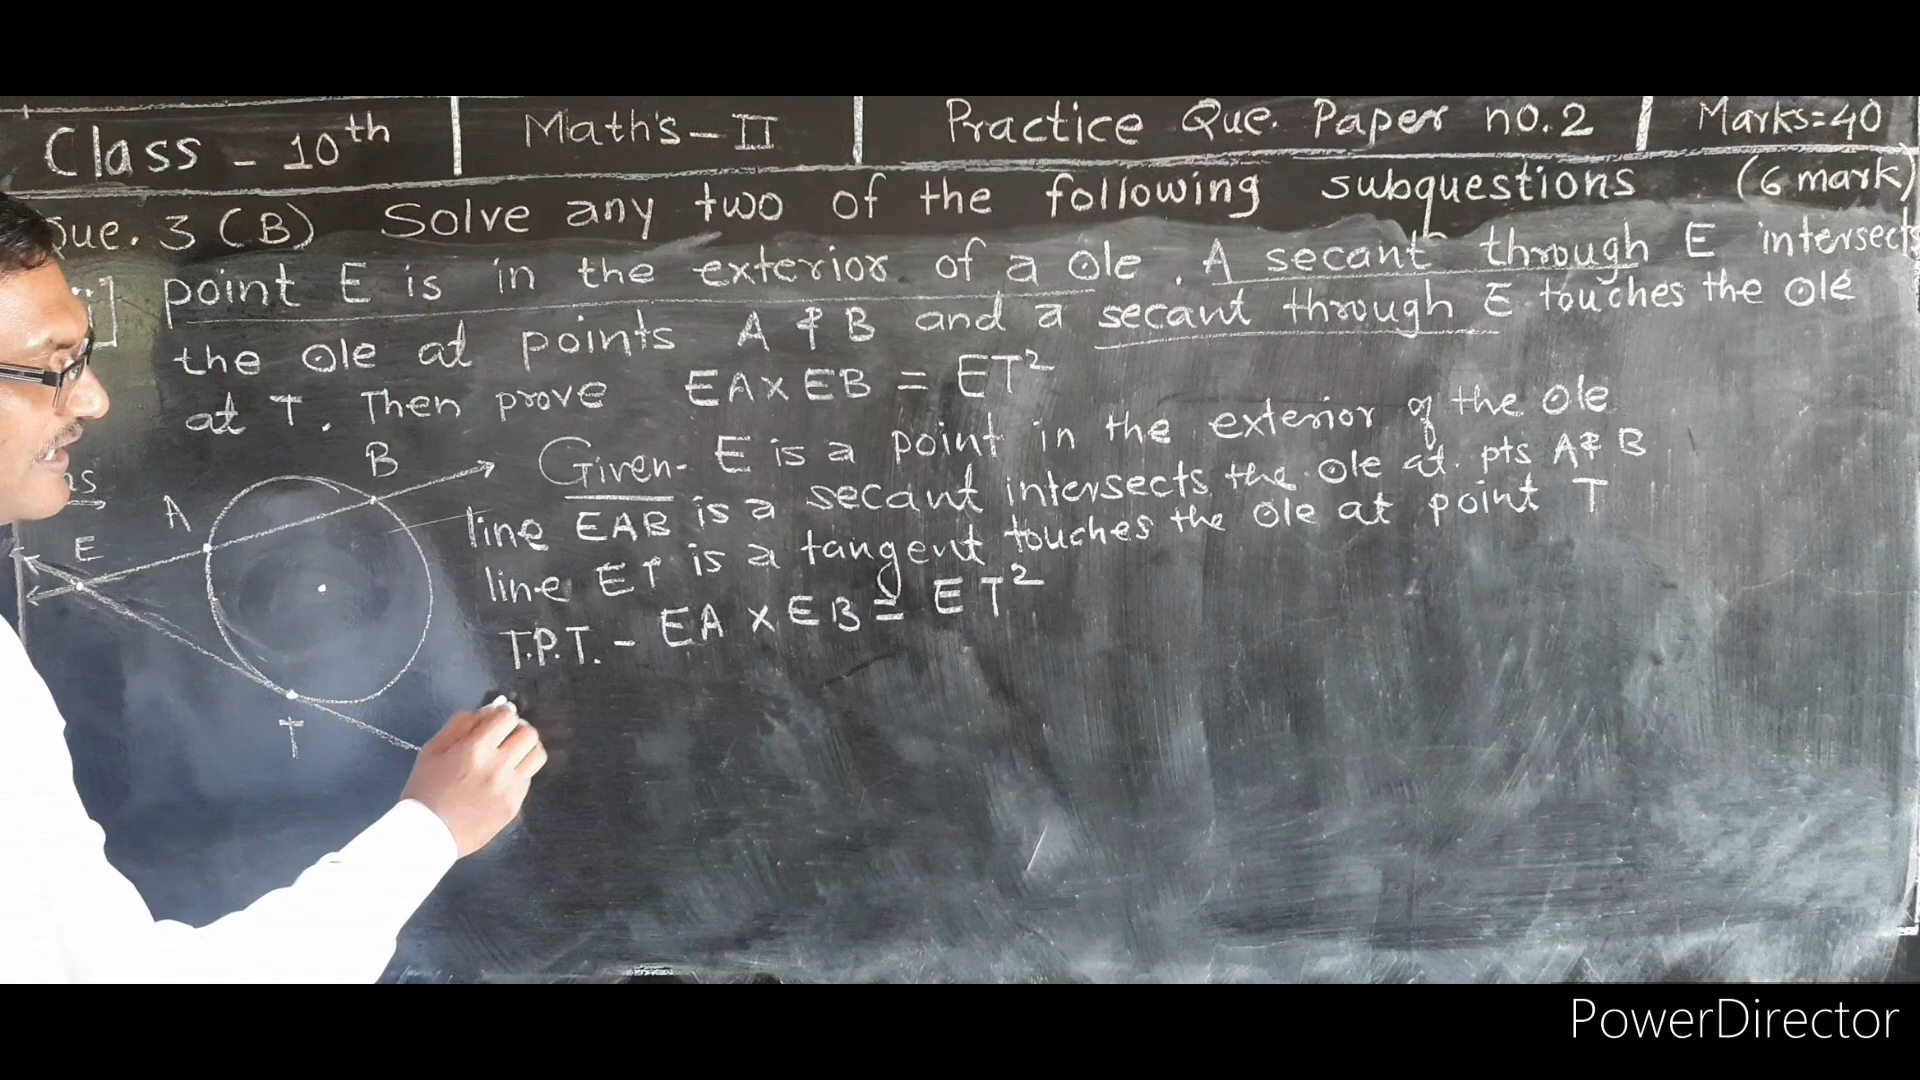 Class - 10th
Math's - II
Practice Que. Paper no. 2
Marks = 40
Que. 3 (B) Solve any two of the following subquestions (6 mark)
point E is in the exterior of a Ole. A secant through E intersects
the Ole at points A & B and a secant through E touches the Ole
at T. Then prove EA x EB = ET²
Given - E is a point in the exterior of the Ole
line EAB is a secant intersects the Ole at pts A & B
line ET is a tangent touches the Ole at point T
T.P.T. - EA x EB = ET²
B
A
E
T
PowerDirector